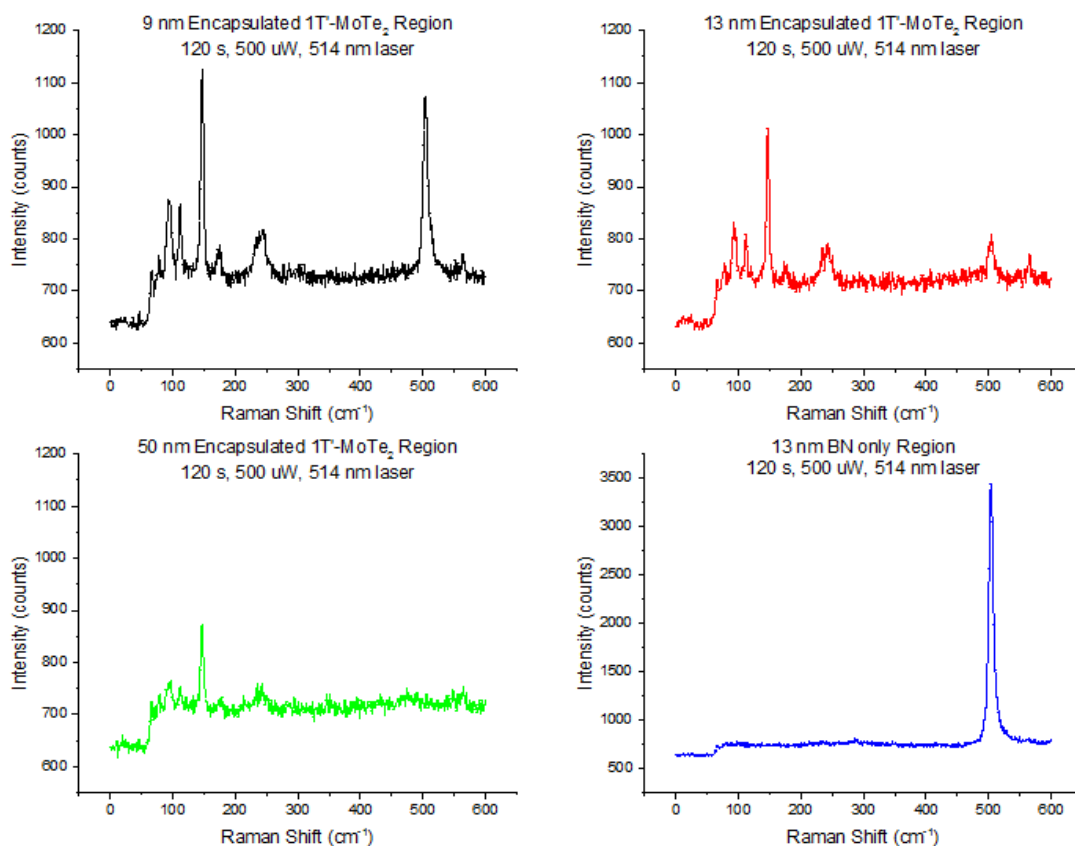 9 nm Encapsulated 1T'-MoTe₂ Region
120 s, 500 uW, 514 nm laser
1200
1100
1000
900
800
700
600
Intensity (counts)
0 100 200 300 400 500 600
Raman Shift (cm⁻¹)
13 nm Encapsulated 1T'-MoTe₂ Region
120 s, 500 uW, 514 nm laser
1200
1100
1000
900
800
700
600
Intensity (counts)
0 100 200 300 400 500 600
Raman Shift (cm⁻¹)
50 nm Encapsulated 1T'-MoTe₂ Region
120 s, 500 uW, 514 nm laser
1200
1100
1000
900
800
700
600
Intensity (counts)
0 100 200 300 400 500 600
Raman Shift (cm⁻¹)
13 nm BN only Region
120 s, 500 uW, 514 nm laser
3500
3000
2500
2000
1500
1000
500
Intensity (counts)
0 100 200 300 400 500 600
Raman Shift (cm⁻¹)